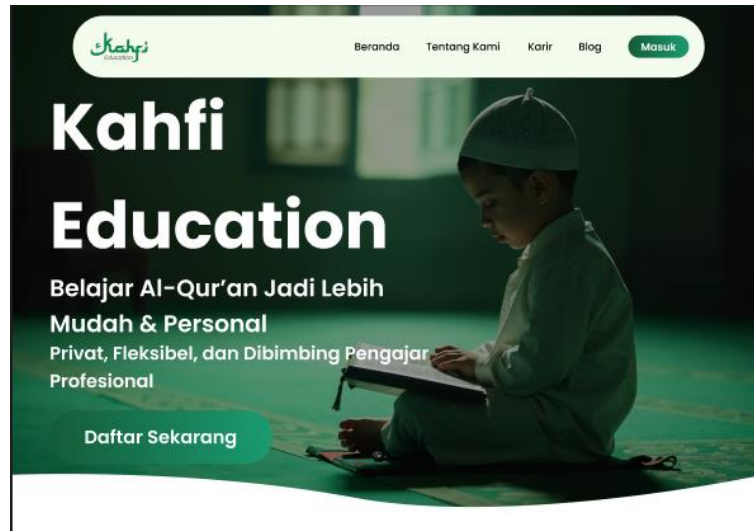 Kahfi
Education
Beranda Tentang Kami Karir Blog Masuk
Kahfi
Education
Belajar Al-Qur’an Jadi Lebih
Mudah & Personal
Privat, Fleksibel, dan Dibimbing Pengajar
Profesional
Daftar Sekarang